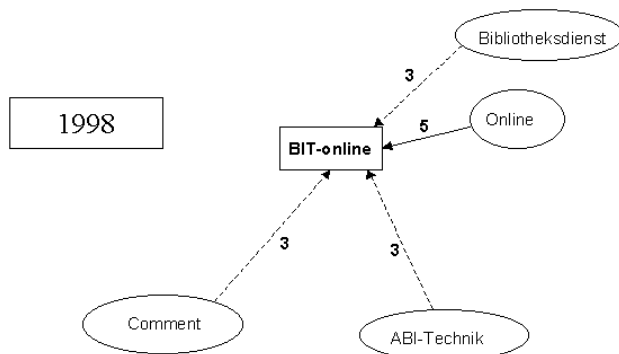 Bibliotheksdienst
3
1998
Online
5
BIT-online
3
3
Comment
ABI-Technik